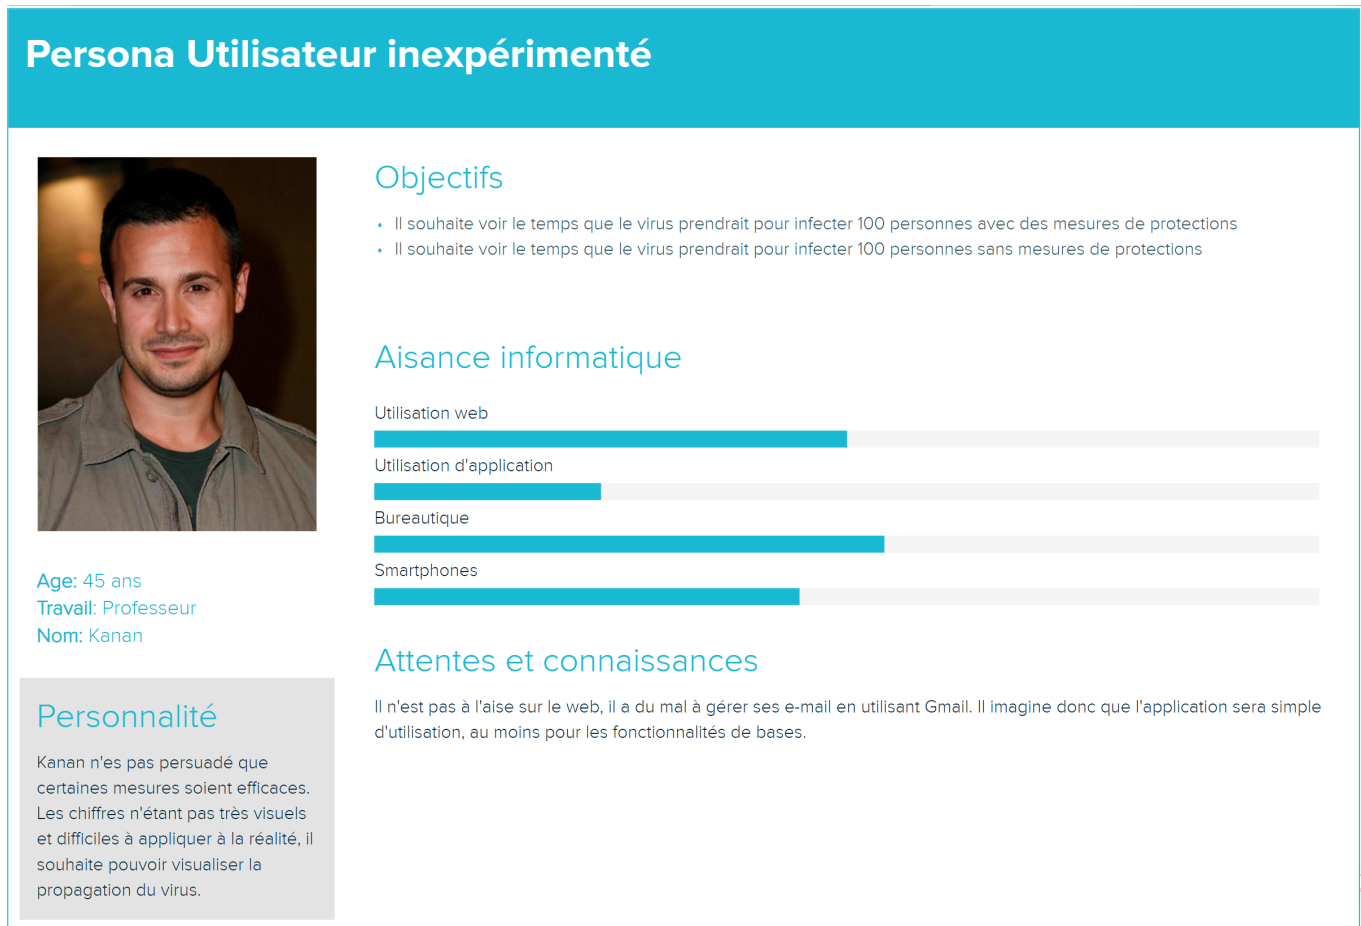 Persona Utilisateur inexpérimenté
Objectifs
• Il souhaite voir le temps que le virus prendrait pour infecter 100 personnes avec des mesures de protections
• Il souhaite voir le temps que le virus prendrait pour infecter 100 personnes sans mesures de protections
Aisance informatique
Utilisation web
Utilisation d'application
Bureautique
Smartphones
Age: 45 ans
Travail: Professeur
Nom: Kanan
Attentes et connaissances
Il n'est pas à l'aise sur le web, il a du mal à gérer ses e-mail en utilisant Gmail. Il imagine donc que l'application sera simple
d'utilisation, au moins pour les fonctionnalités de bases.
Personnalité
Kanan n'es pas persuadé que
certaines mesures soient efficaces.
Les chiffres n'étant pas très visuels
et difficiles à appliquer à la réalité, il
souhaite pouvoir visualiser la
propagation du virus.